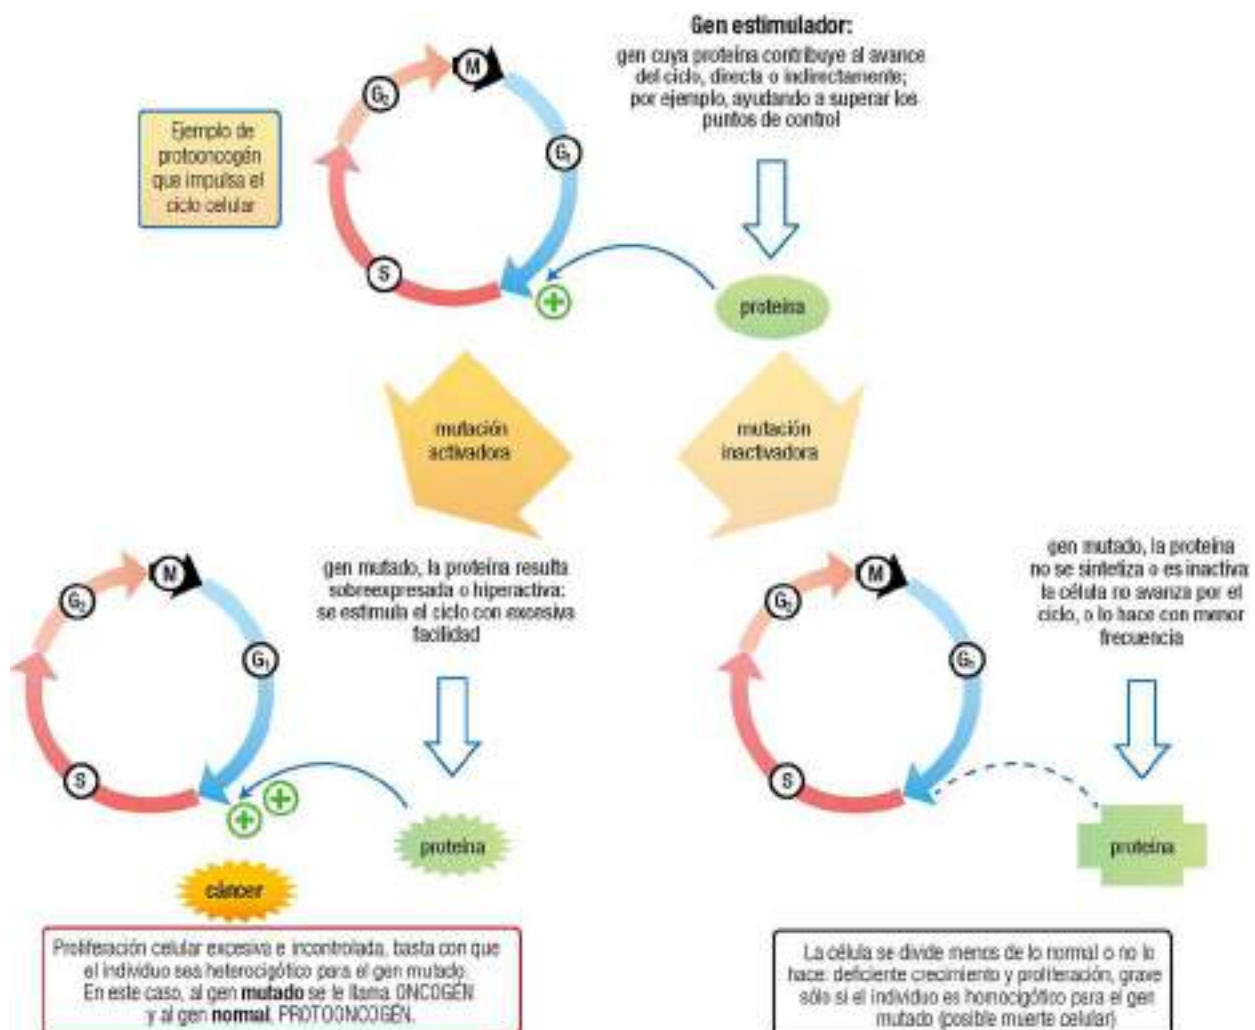 Gen estimulador:
gen cuya proteína contribuye al avance
del ciclo, directa o indirectamente;
por ejemplo, ayudando a superar los
puntos de control
Ejemplo de
protooncogén
que impulsa el
ciclo celular
M
G₂
G₁
S
proteína
mutación
activadora
mutación
inactivadora
gen mutado, la proteína resulta
sobreexpresada o hiperactiva:
se estimula el ciclo con excesiva
facilidad
M
G₂
G₁
S
proteína
cáncer
Proliferación celular excesiva e incontrolada, basta con que
el individuo sea heterocigótico para el gen mutado.
En este caso, al gen mutado se le llama ONCOGÉN
y al gen normal, PROTOONCOGÉN.
gen mutado, la proteína
no se sintetiza o es inactiva:
la célula no avanza por el
ciclo, o lo hace con menor
frecuencia
M
G₂
G₁
S
proteína
La célula se divide menos de lo normal o no lo
hace: deficiente crecimiento y proliferación, grave
sólo si el individuo es homocigótico para el gen
mutado (posible muerte celular)